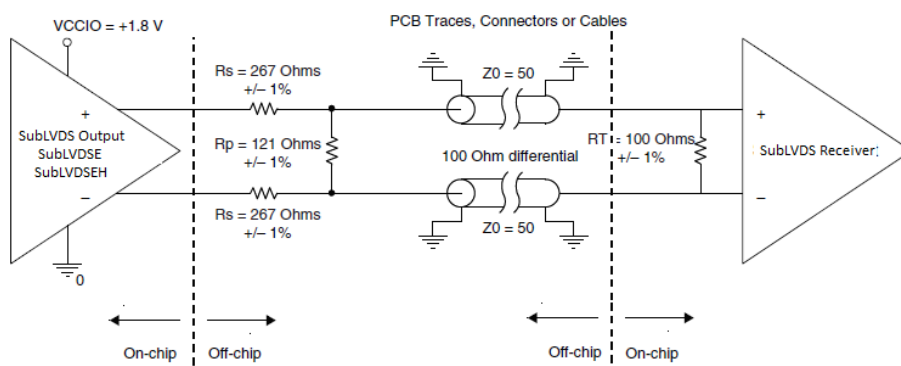 PCB Traces, Connectors or Cables
VCCIO = +1.8 V
Rs = 267 Ohms
+/– 1%
Z0 = 50
+
SubLVDS Output
SubLVDSE
SubLVDSEH
–
Rp = 121 Ohms
+/– 1%
100 Ohm differential
RT = 100 Ohms
+/– 1%
+
SubLVDS Receiver
–
Rs = 267 Ohms
+/– 1%
Z0 = 50
0
On-chip
Off-chip
Off-chip
On-chip